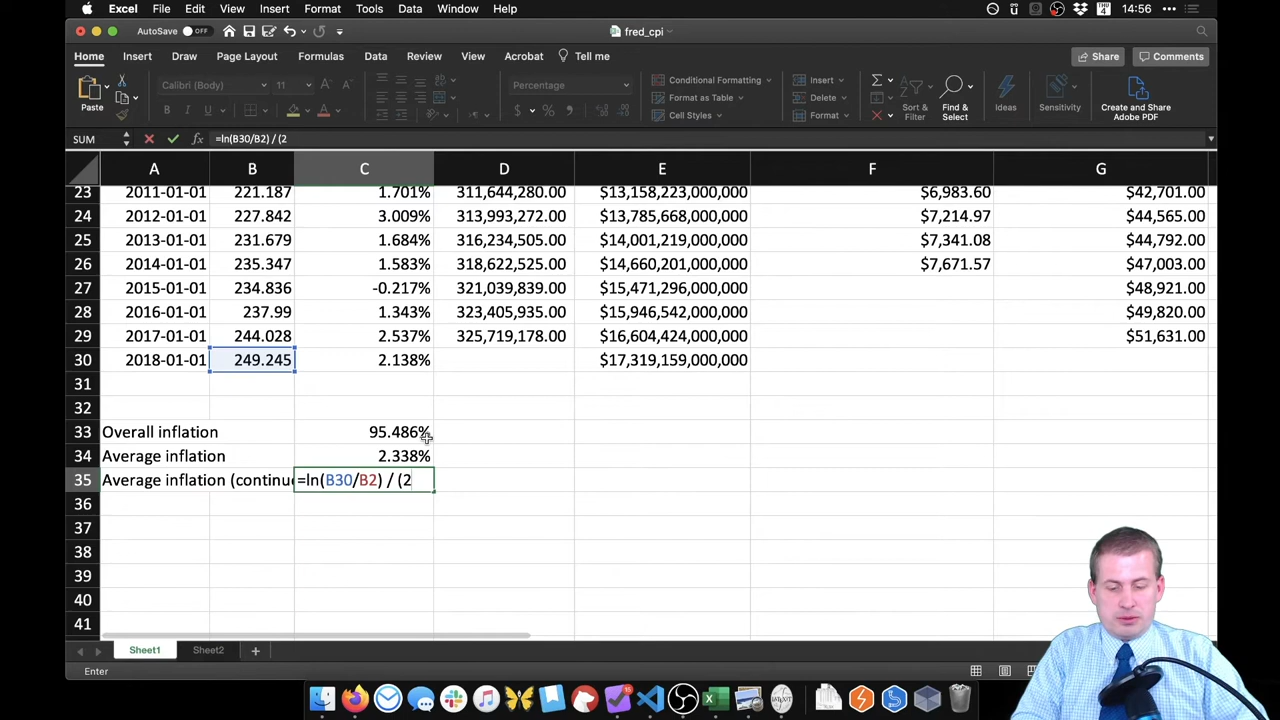 Excel File Edit View Insert Format Tools Data Window Help THU 4 14:56
AutoSave OFF fred_cpi
Home Insert Draw Page Layout Formulas Data Review View Acrobat Tell me Share Comments
Paste Calibri (Body) 11 Percentage Conditional Formatting Format as Table Cell Styles Insert Delete Format Sort & Filter Find & Select Ideas Sensitivity Create and Share Adobe PDF
SUM fx =ln(B30/B2) / (2
A B C D E F G
23 2011-01-01 221.187 1.701% 311,644,280.00 $13,158,223,000,000 $6,983.60 $42,701.00
24 2012-01-01 227.842 3.009% 313,993,272.00 $13,785,668,000,000 $7,214.97 $44,565.00
25 2013-01-01 231.679 1.684% 316,234,505.00 $14,001,219,000,000 $7,341.08 $44,792.00
26 2014-01-01 235.347 1.583% 318,622,525.00 $14,660,201,000,000 $7,671.57 $47,003.00
27 2015-01-01 234.836 -0.217% 321,039,839.00 $15,471,296,000,000 $48,921.00
28 2016-01-01 237.99 1.343% 323,405,935.00 $15,946,542,000,000 $49,820.00
29 2017-01-01 244.028 2.537% 325,719,178.00 $16,604,424,000,000 $51,631.00
30 2018-01-01 249.245 2.138% $17,319,159,000,000
31
32
33 Overall inflation 95.486%
34 Average inflation 2.338%
35 Average inflation (continuo =ln(B30/B2) / (2
36
37
38
39
40
41
Sheet1 Sheet2 +
Enter